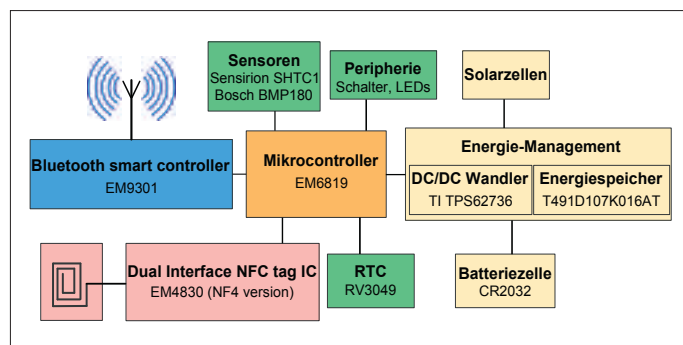 Sensoren
Sensirion SHTC1
Bosch BMP180
Peripherie
Schalter, LEDs
Solarzellen
Bluetooth smart controller
EM9301
Mikrocontroller
EM6819
Energie-Management
DC/DC Wandler
TI TPS62736
Energiespeicher
T491D107K016AT
Dual Interface NFC tag IC
EM4830 (NF4 version)
RTC
RV3049
Batteriezelle
CR2032